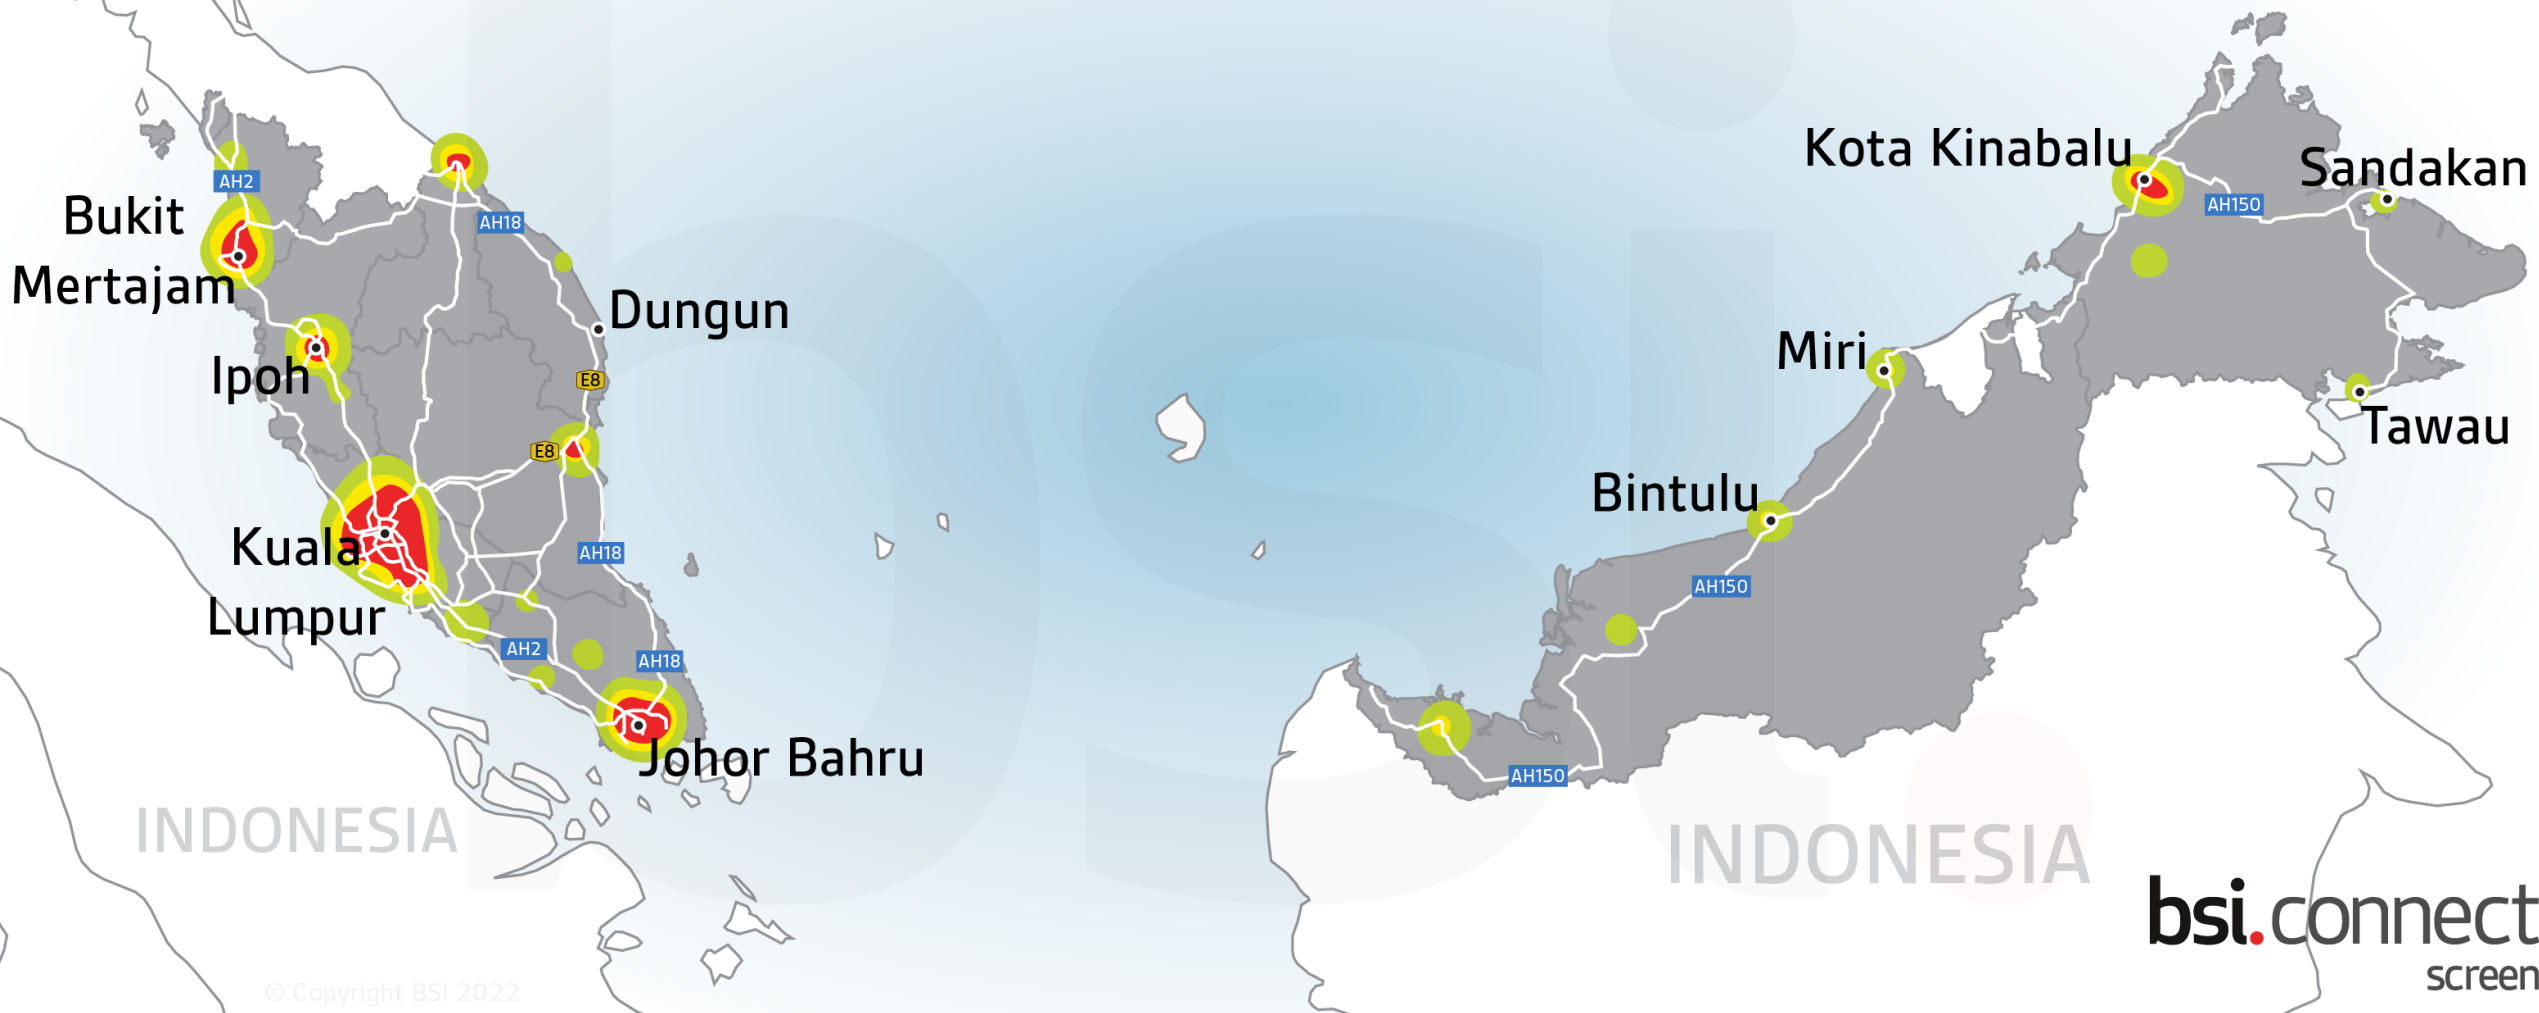 Kota Kinabalu
Sandakan
AH2
AH150
Bukit
Mertajam
AH18
Dungun
Miri
Ipoh
E8
Tawau
E8
Bintulu
Kuala
Lumpur
AH18
AH150
AH2
AH18
Johor Bahru
AH150
INDONESIA
INDONESIA
bsi.connect
screen
© Copyright BSI 2022
bsi.